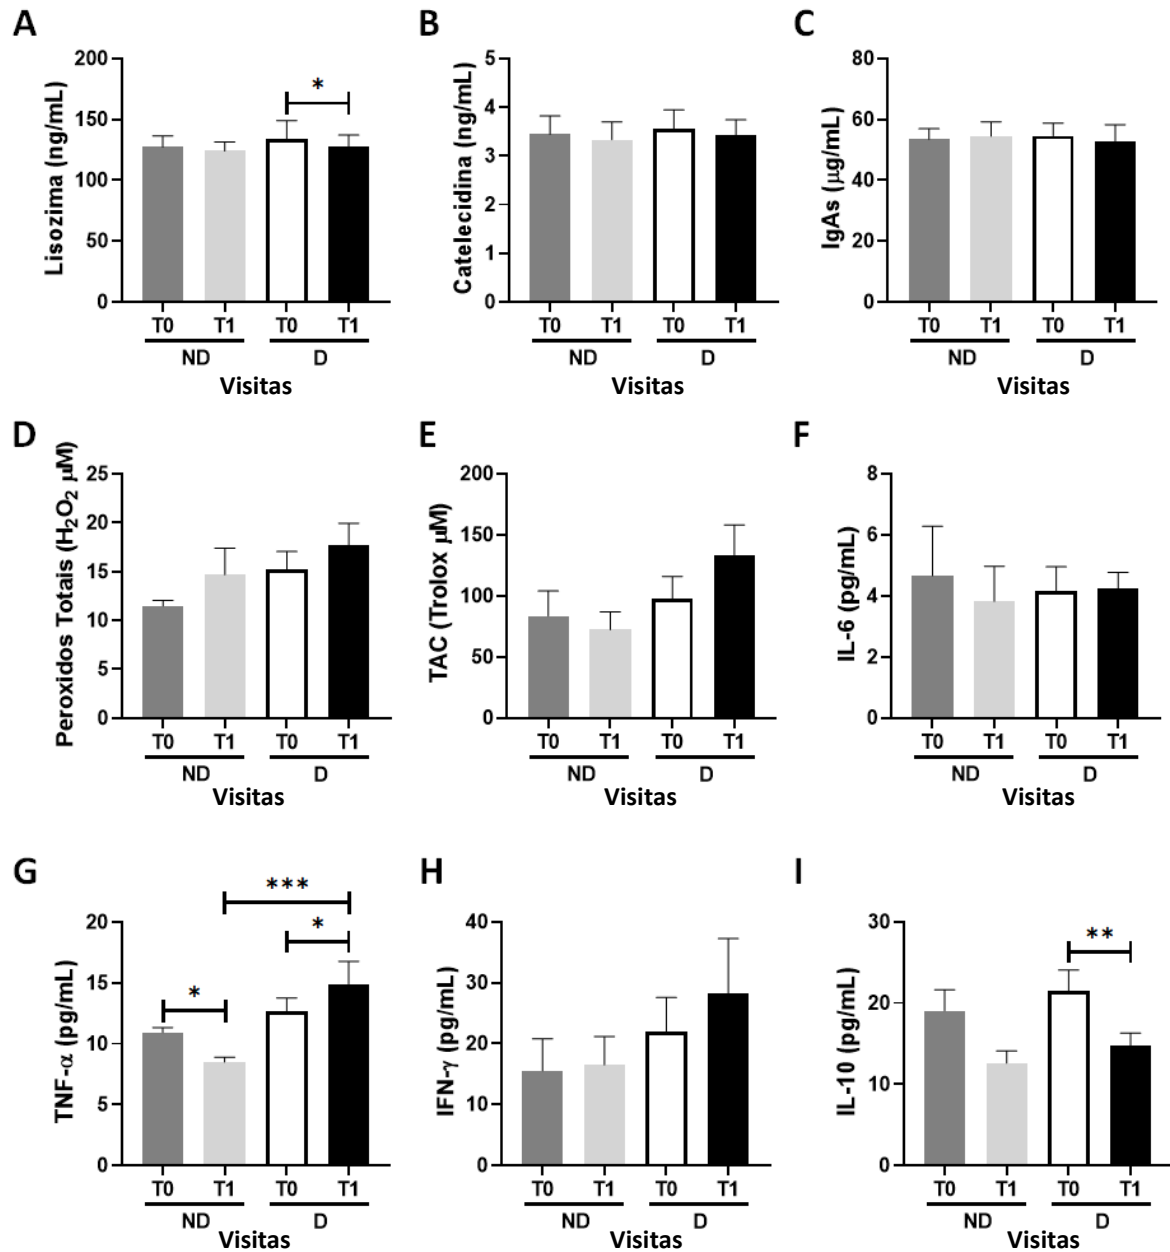 A
Lisozima (ng/mL)
200
150
100
50
0
*
T0 T1 T0 T1
ND D
Visitas
B
Catelecidina (ng/mL)
5
4
3
2
1
0
T0 T1 T0 T1
ND D
Visitas
C
IgAs (µg/mL)
80
60
40
20
0
T0 T1 T0 T1
ND D
Visitas
D
Peroxidos Totais (H₂O₂ µM)
25
20
15
10
5
0
T0 T1 T0 T1
ND D
Visitas
E
TAC (Trolox µM)
200
150
100
50
0
T0 T1 T0 T1
ND D
Visitas
F
IL-6 (pg/mL)
8
6
4
2
0
T0 T1 T0 T1
ND D
Visitas
G
TNF-α (pg/mL)
20
15
10
5
0
***
*
*
T0 T1 T0 T1
ND D
Visitas
H
IFN-γ (pg/mL)
40
30
20
10
0
T0 T1 T0 T1
ND D
Visitas
I
IL-10 (pg/mL)
30
20
10
0
**
T0 T1 T0 T1
ND D
Visitas